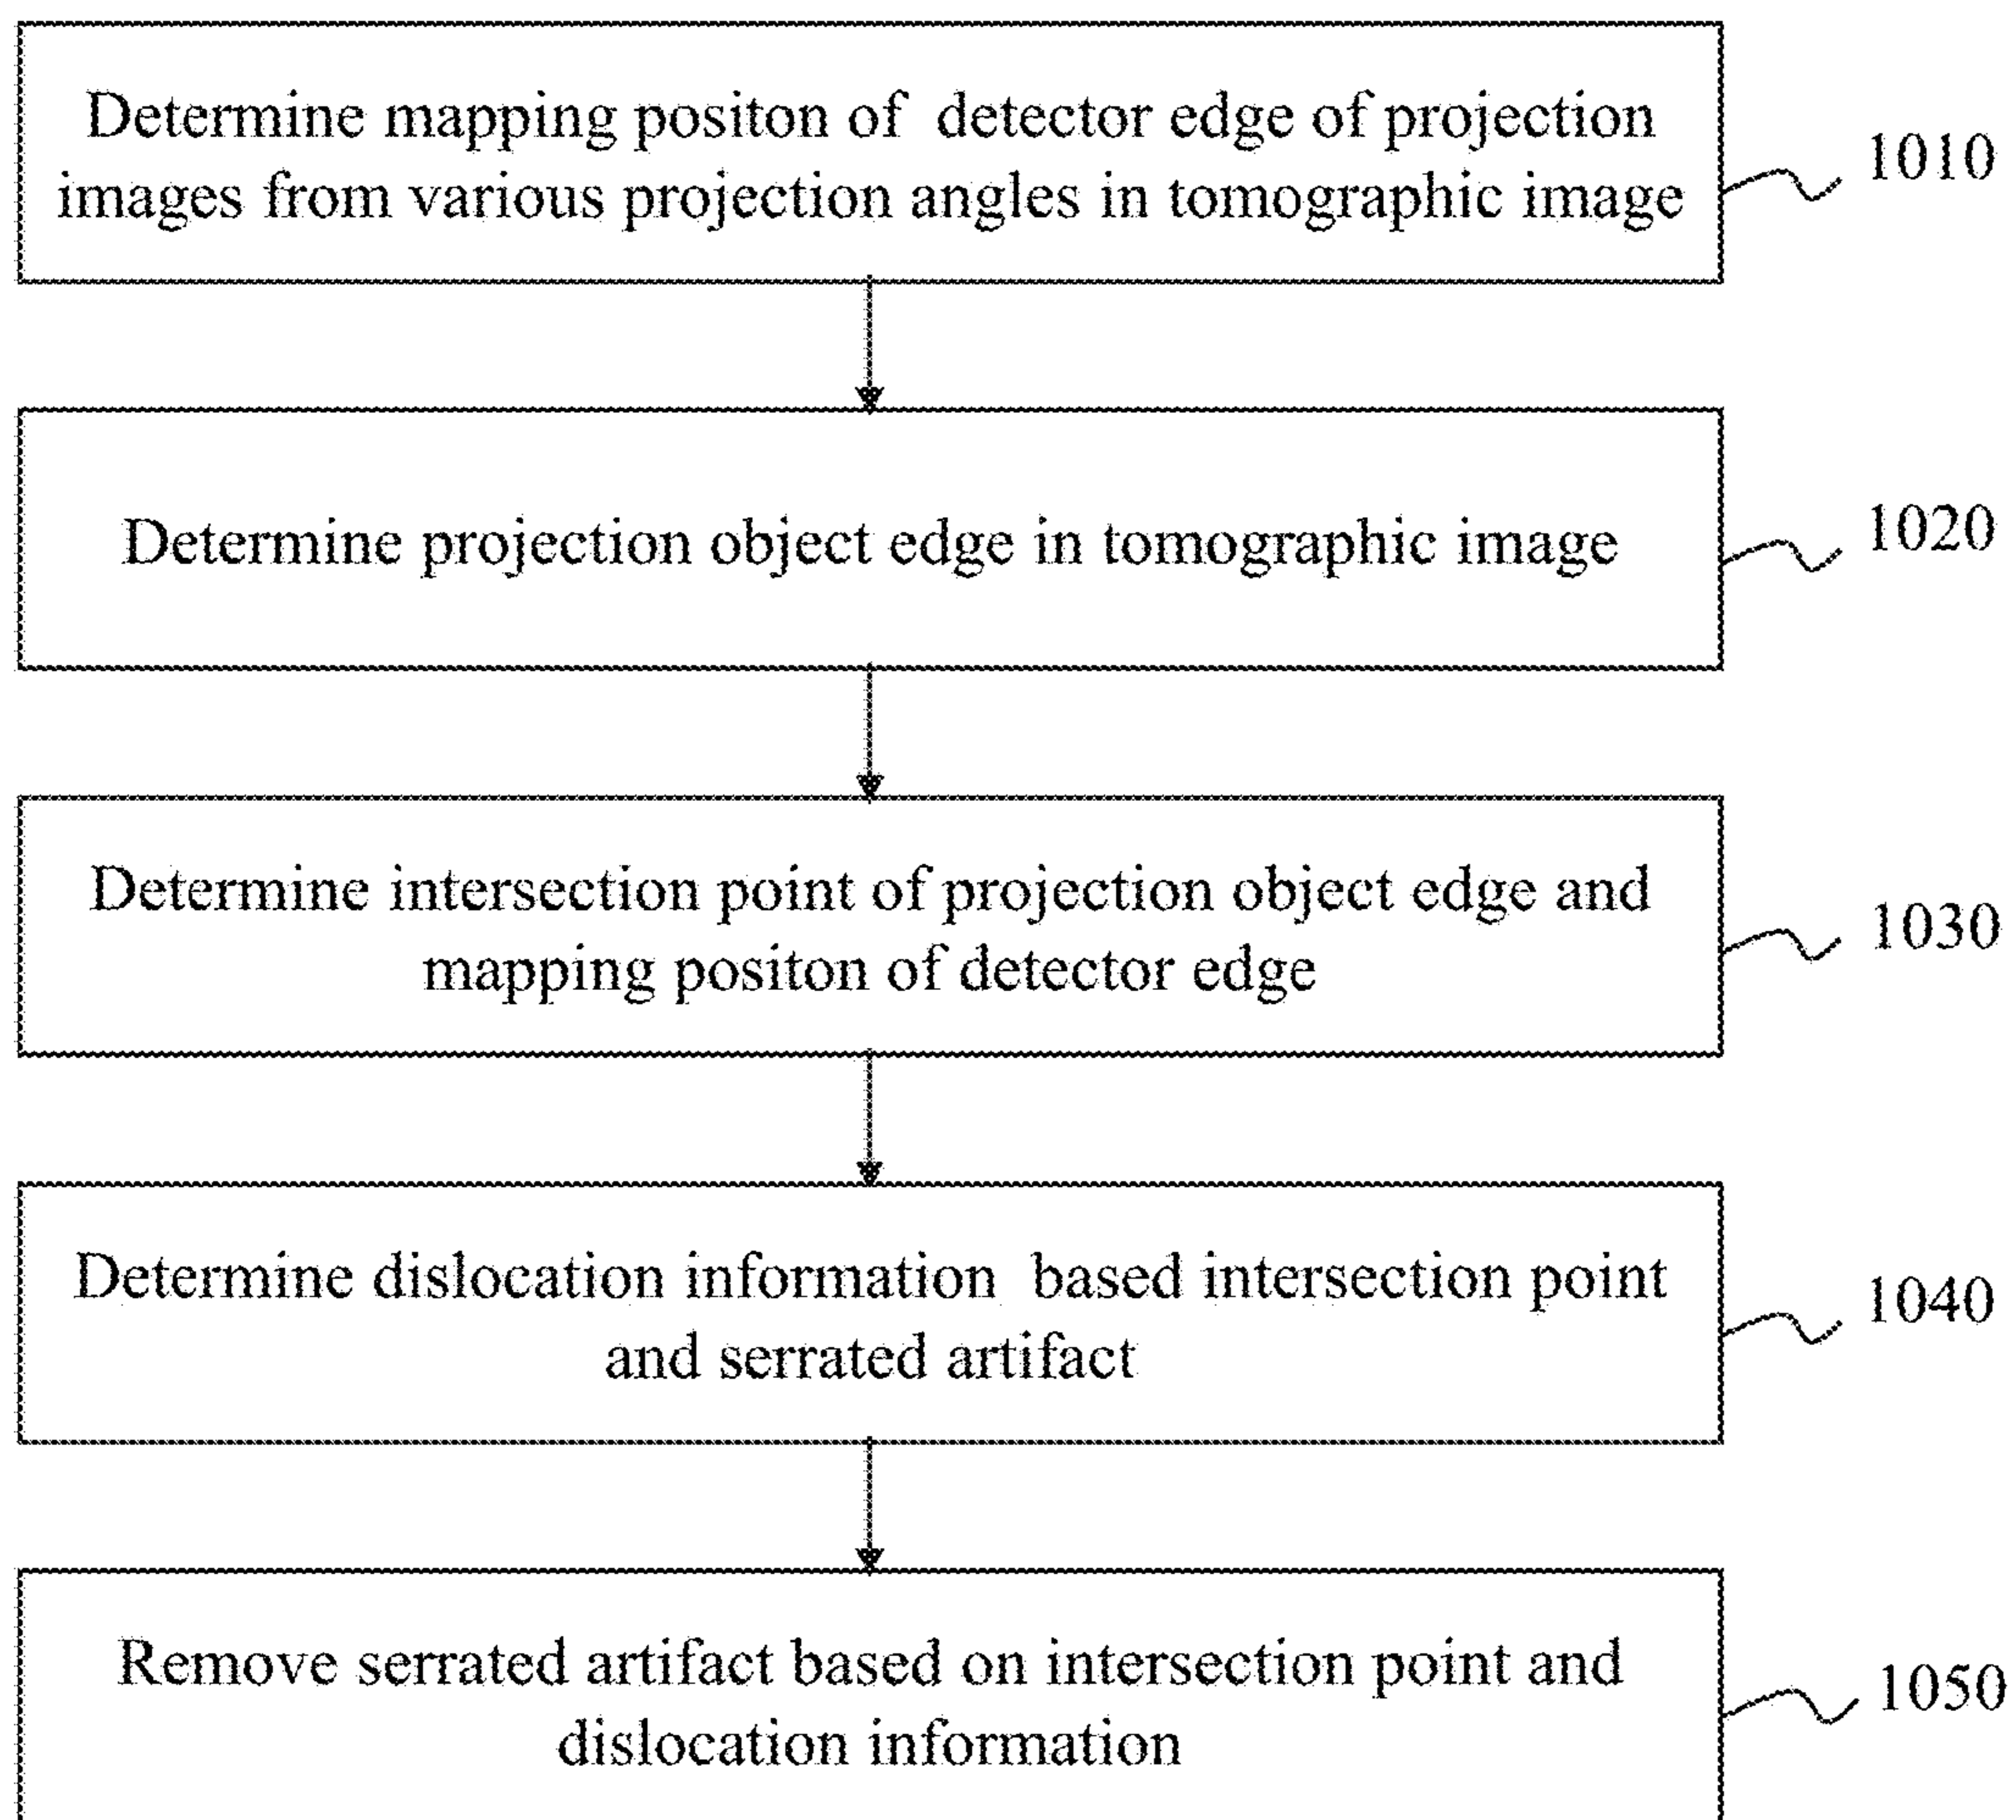 Determine mapping positon of detector edge of projection
images from various projection angles in tomographic image
1010
Determine projection object edge in tomographic image
1020
Determine intersection point of projection object edge and
mapping positon of detector edge
1030
Determine dislocation information based intersection point
and serrated artifact
1040
Remove serrated artifact based on intersection point and
dislocation information
1050